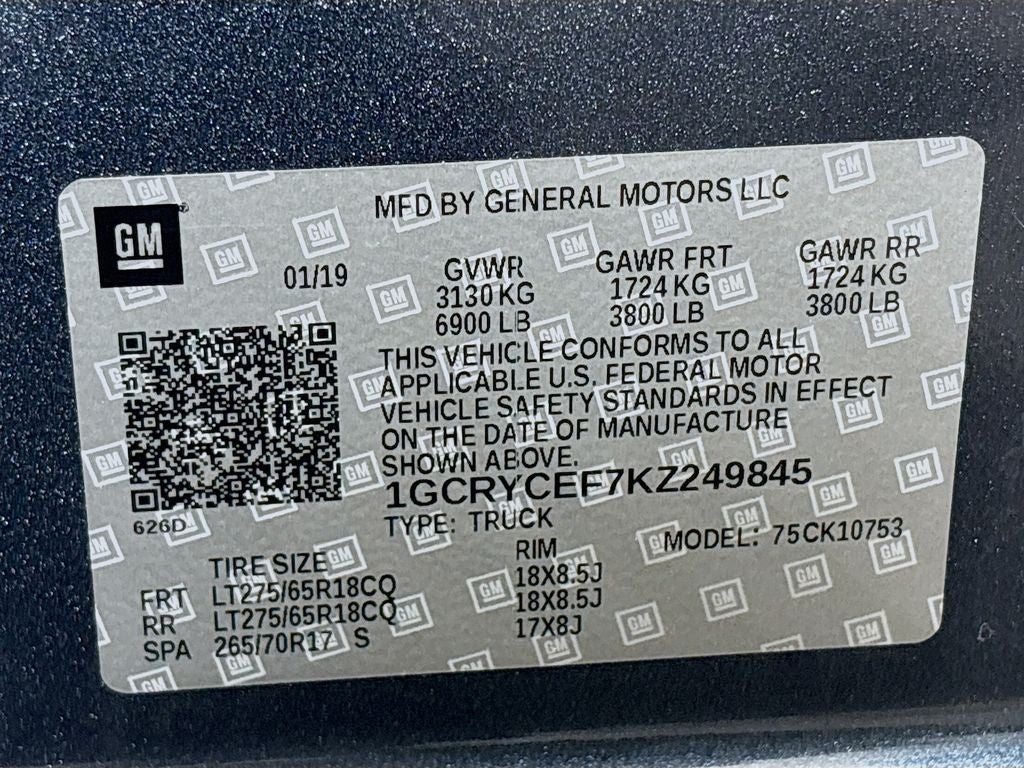 GM
MFD BY GENERAL MOTORS LLC
01/19
GVWR GAWR FRT GAWR RR
3130 KG 1724 KG 1724 KG
6900 LB 3800 LB 3800 LB
THIS VEHICLE CONFORMS TO ALL
APPLICABLE U.S. FEDERAL MOTOR
VEHICLE SAFETY STANDARDS IN EFFECT
ON THE DATE OF MANUFACTURE
SHOWN ABOVE.
1GCRYCEF7KZ249845
626D
TYPE: TRUCK
MODEL: 75CK10753
TIRE SIZE RIM
FRT LT275/65R18CQ 18X8.5J
RR LT275/65R18CQ 18X8.5J
SPA 265/70R17 S 17X8J